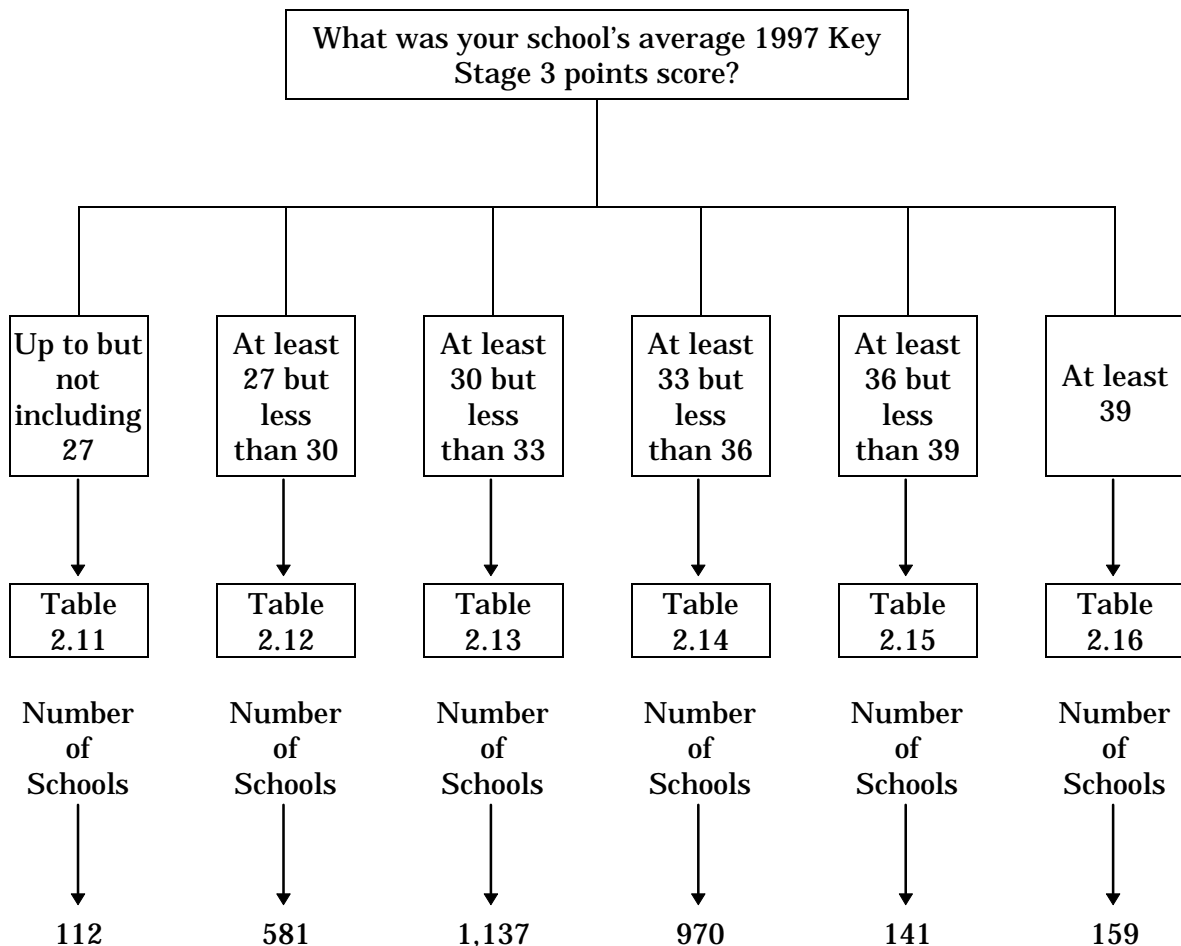 What was your school's average 1997 Key
Stage 3 points score?
Up to but
not
including
27
At least
27 but
less
than 30
At least
30 but
less
than 33
At least
33 but
less
than 36
At least
36 but
less
than 39
At least
39
Table
2.11
Table
2.12
Table
2.13
Table
2.14
Table
2.15
Table
2.16
Number
of
Schools
Number
of
Schools
Number
of
Schools
Number
of
Schools
Number
of
Schools
Number
of
Schools
112
581
1,137
970
141
159